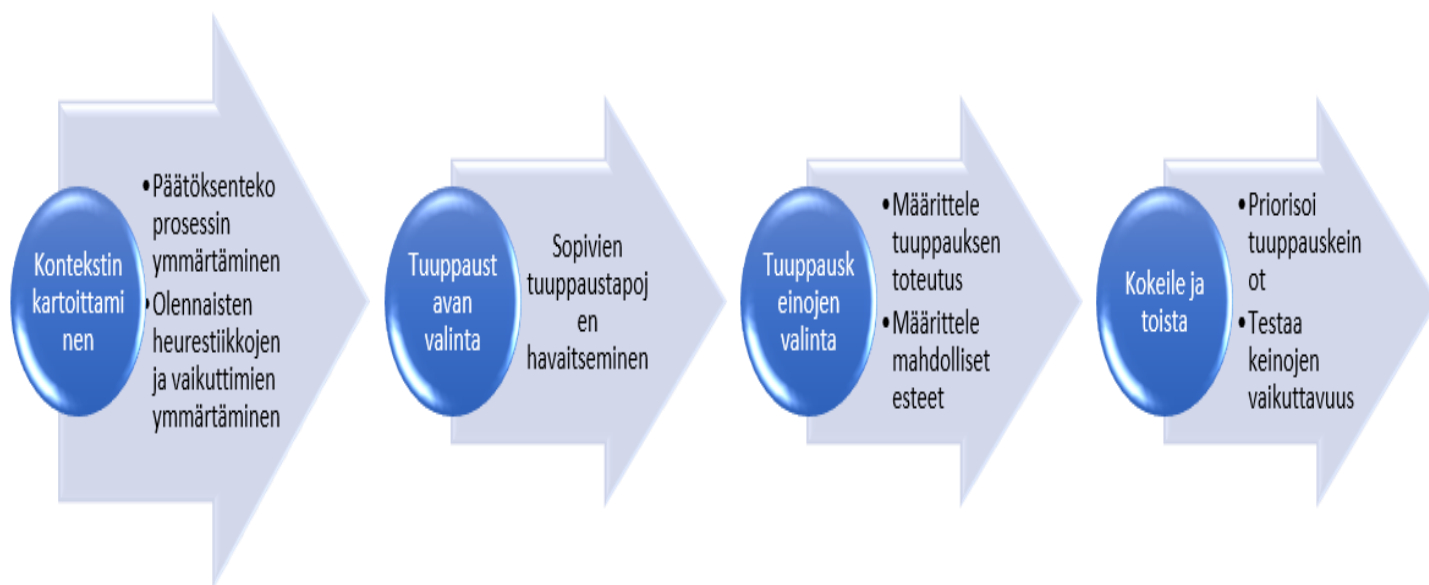 Kontekstin
kartoittami
nen
•Päätöksenteko
prosessin
ymmärtäminen
•Olennaisten
heurestiikkojen
ja vaikuttimien
ymmärtäminen
Tuuppaust
avan
valinta
Sopivien
tuuppaustapoj
en
havaitseminen
Tuuppausk
einojen
valinta
•Määrittele
tuuppauksen
toteutus
•Määrittele
mahdolliset
esteet
Kokeile ja
toista
•Priorisoi
tuuppauskein
ot
•Testaa
keinojen
vaikuttavuus